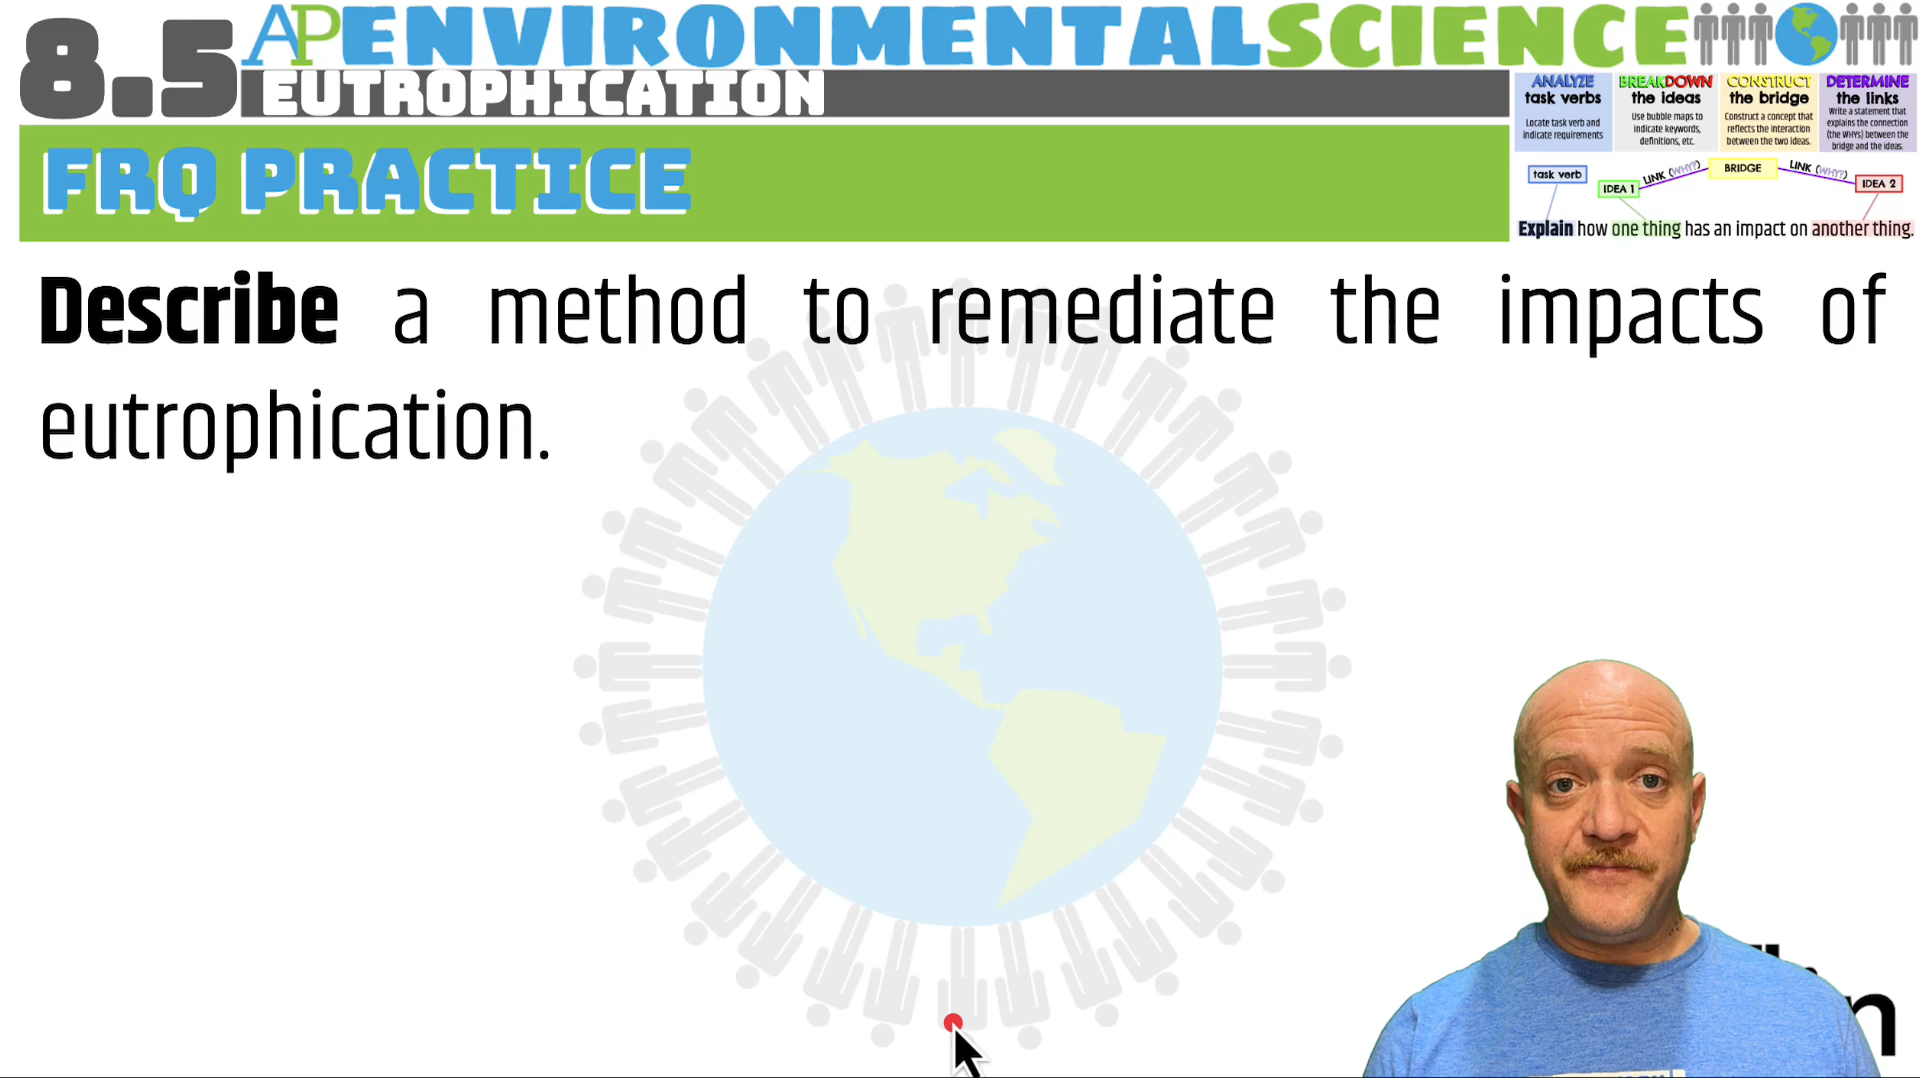 8.5
AP ENVIRONMENTAL SCIENCE
EUTROPHICATION
FRQ PRACTICE
ANALYZE
task verbs
Locate task verb and
indicate requirements
BREAKDOWN
the ideas
Use bubble maps to
indicate keywords,
definitions, etc.
CONSTRUCT
the bridge
Construct a concept that
reflects the interaction
between the two ideas.
DETERMINE
the links
Write a statement that
explains the connection
(the WHYs) between the
bridge and the ideas.
task verb
IDEA 1
LINK (WHY?)
BRIDGE
LINK (WHY?)
IDEA 2
Explain how one thing has an impact on another thing.
Describe a method to remediate the impacts of
eutrophication.